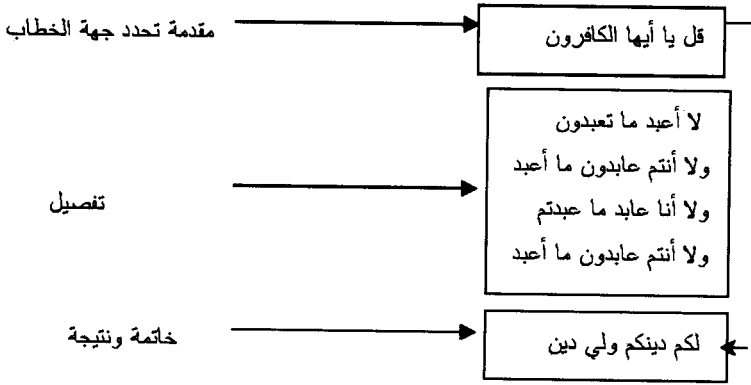 قل يا أيها الكافرون
مقدمة تحدد جهة الخطاب
لا أعبد ما تعبدون
ولا أنتم عابدون ما أعبد
ولا أنا عابد ما عبدتم
ولا أنتم عابدون ما أعبد
تفصيل
لكم دينكم ولي دين
خاتمة ونتيجة